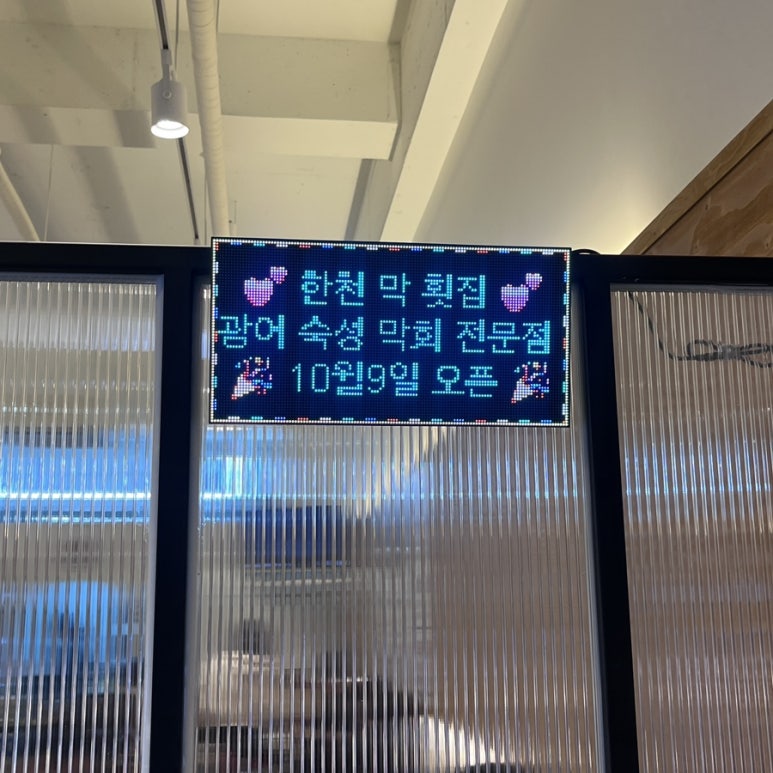 💕 한천 막 횟집 💕
광어 숙성 막회 전문점
🎉 10월9일 오픈 🎉